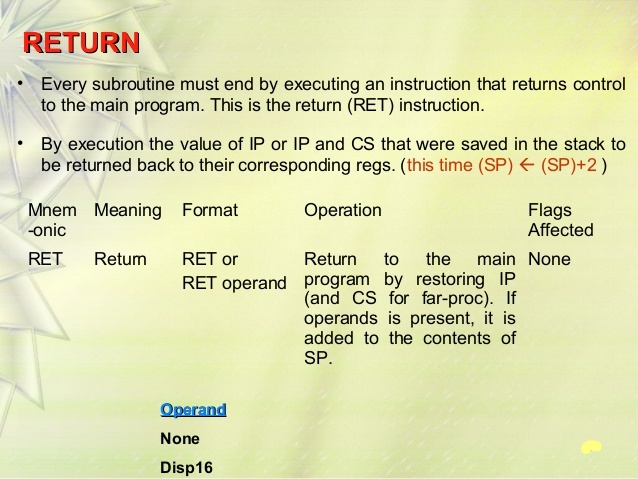 RETURN
• Every subroutine must end by executing an instruction that returns control
to the main program. This is the return (RET) instruction.
• By execution the value of IP or IP and CS that were saved in the stack to
be returned back to their corresponding regs. (this time (SP) ← (SP)+2 )
Mnem Meaning Format Operation Flags
-onic Affected
RET Return RET or Return to the main None
RET operand program by restoring IP
(and CS for far-proc). If
operands is present, it is
added to the contents of
SP.
Operand
None
Disp16